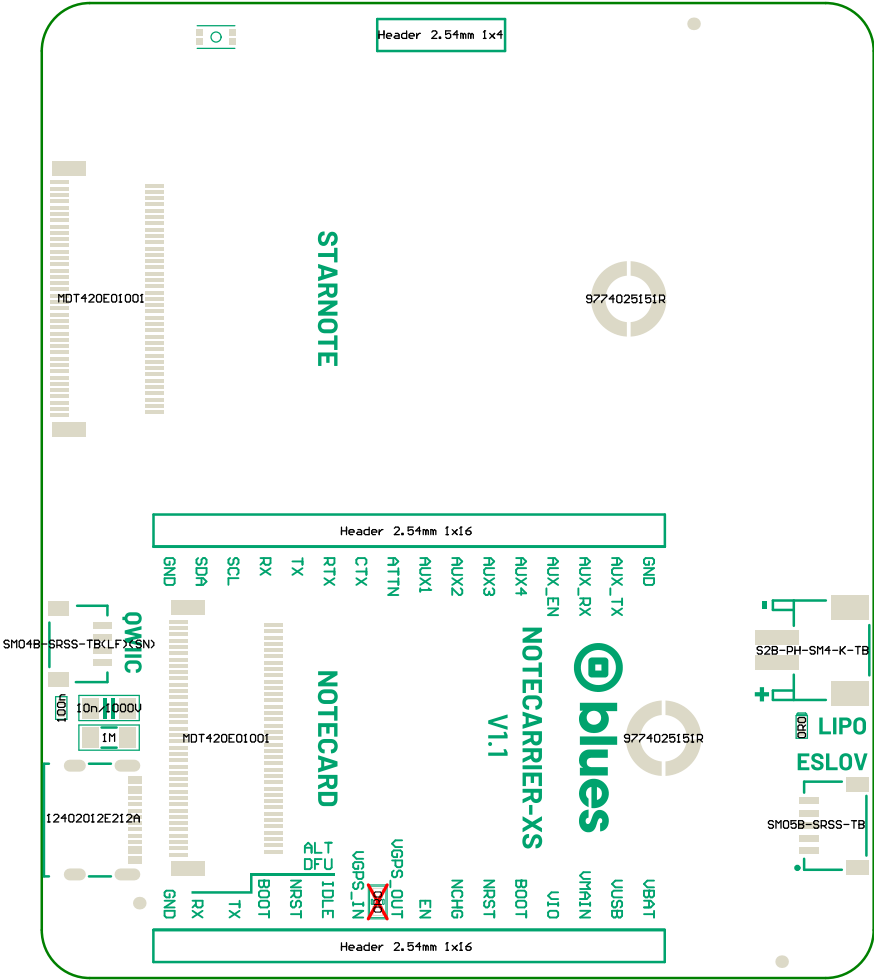 Header 2.54mm 1x4
STARNOTE
MDT420E01001
9774025151R
Header 2.54mm 1x16
GND
SDA
SCL
RX
TX
RTX
CTX
ATTN
AUX1
AUX2
AUX3
AUX4
AUX_EN
AUX_RX
AUX_TX
GND
QWIIC
SM04B-SRSS-TB(LF)(SN)
100n
10n/1000V
1M
12402012E212A
MDT420E01001
NOTECARD
NOTECARRIER-XS
V1.1
blues
9774025151R
-
S2B-PH-SM4-K-TB
+
0R0
LIPO
ESLOV
SM05B-SRSS-TB
ALT
DFU
GND
RX
TX
BOOT
NRST
IDLE
VGPS_IN
VGPS_OUT
EN
NCHG
NRST
BOOT
VIO
VMAIN
VUSB
VBAT
Header 2.54mm 1x16